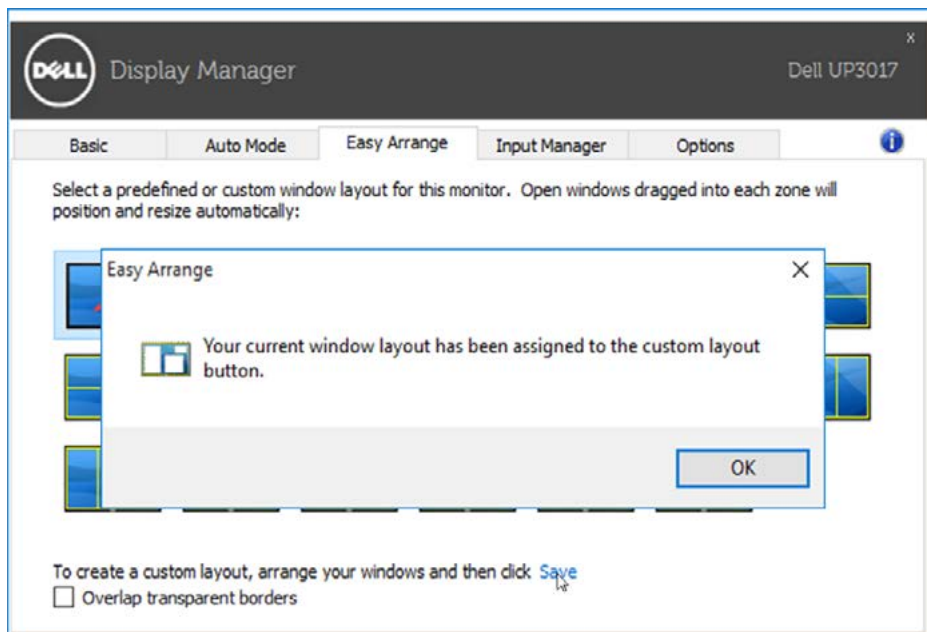 DELL Display Manager
x
Dell UP3017
Basic Auto Mode Easy Arrange Input Manager Options
Select a predefined or custom window layout for this monitor. Open windows dragged into each zone will
position and resize automatically:
Easy Arrange
Your current window layout has been assigned to the custom layout
button.
OK
To create a custom layout, arrange your windows and then click Save
Overlap transparent borders